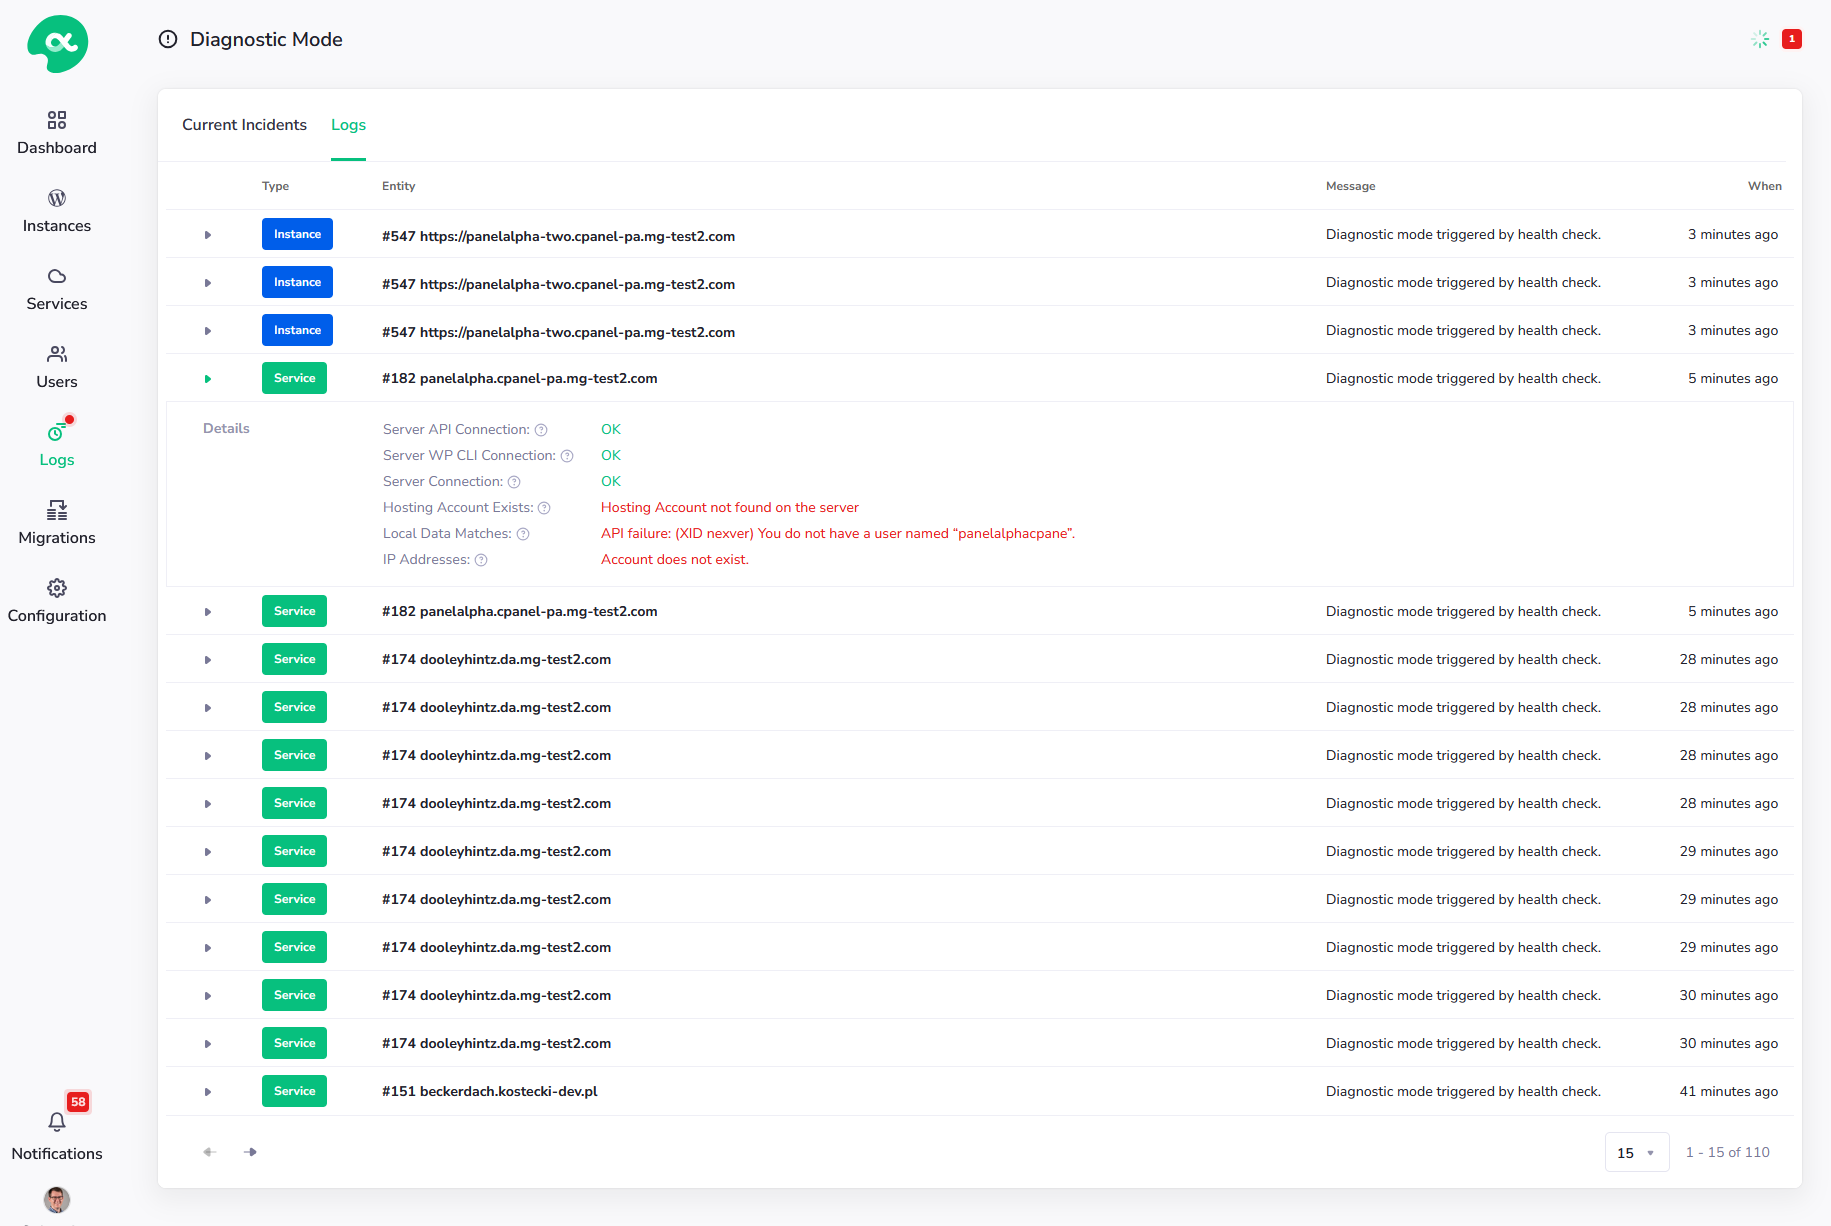 Diagnostic Mode
1
Dashboard
Instances
Services
Users
Logs
Migrations
Configuration
58
Notifications
Current Incidents Logs
Type Entity Message When
Instance #547 https://panelalpha-two.cpanel-pa.mg-test2.com Diagnostic mode triggered by health check. 3 minutes ago
Instance #547 https://panelalpha-two.cpanel-pa.mg-test2.com Diagnostic mode triggered by health check. 3 minutes ago
Instance #547 https://panelalpha-two.cpanel-pa.mg-test2.com Diagnostic mode triggered by health check. 3 minutes ago
Service #182 panelalpha.cpanel-pa.mg-test2.com Diagnostic mode triggered by health check. 5 minutes ago
Details
Server API Connection: OK
Server WP CLI Connection: OK
Server Connection: OK
Hosting Account Exists: Hosting Account not found on the server
Local Data Matches: API failure: (XID nexver) You do not have a user named “panelalphacpane”.
IP Addresses: Account does not exist.
Service #182 panelalpha.cpanel-pa.mg-test2.com Diagnostic mode triggered by health check. 5 minutes ago
Service #174 dooleyhintz.da.mg-test2.com Diagnostic mode triggered by health check. 28 minutes ago
Service #174 dooleyhintz.da.mg-test2.com Diagnostic mode triggered by health check. 28 minutes ago
Service #174 dooleyhintz.da.mg-test2.com Diagnostic mode triggered by health check. 28 minutes ago
Service #174 dooleyhintz.da.mg-test2.com Diagnostic mode triggered by health check. 28 minutes ago
Service #174 dooleyhintz.da.mg-test2.com Diagnostic mode triggered by health check. 29 minutes ago
Service #174 dooleyhintz.da.mg-test2.com Diagnostic mode triggered by health check. 29 minutes ago
Service #174 dooleyhintz.da.mg-test2.com Diagnostic mode triggered by health check. 29 minutes ago
Service #174 dooleyhintz.da.mg-test2.com Diagnostic mode triggered by health check. 30 minutes ago
Service #174 dooleyhintz.da.mg-test2.com Diagnostic mode triggered by health check. 30 minutes ago
Service #151 beckerdach.kostecki-dev.pl Diagnostic mode triggered by health check. 41 minutes ago
15 1 - 15 of 110